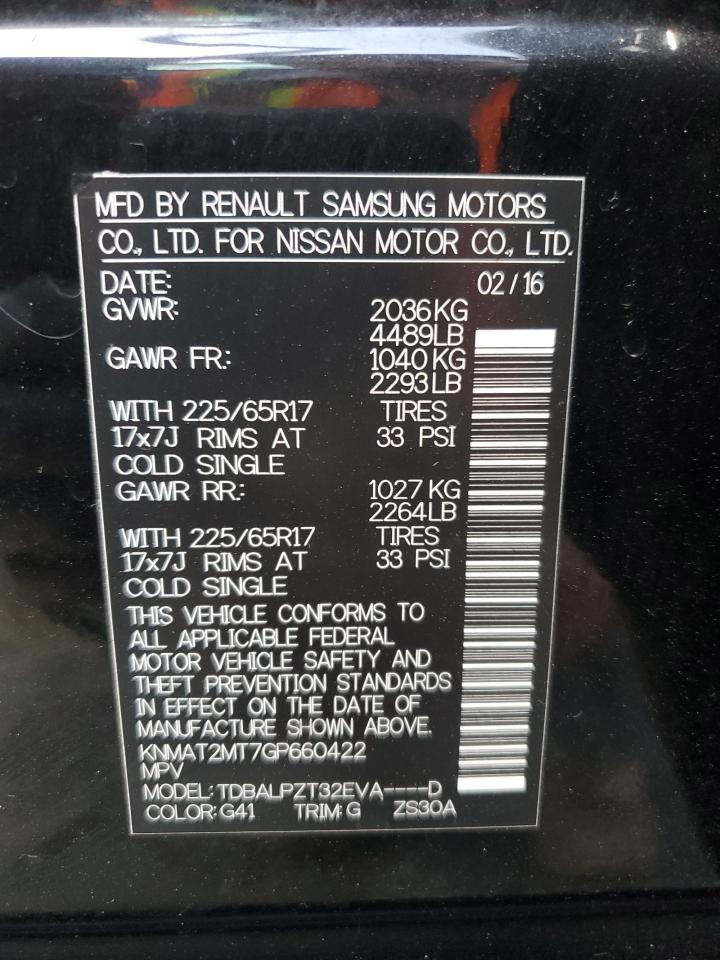 MFD BY RENAULT SAMSUNG MOTORS
CO., LTD. FOR NISSAN MOTOR CO., LTD.
DATE: 02/16
GVWR: 2036KG
4489LB
GAWR FR: 1040KG
2293LB
WITH 225/65R17 TIRES
17x7J RIMS AT 33 PSI
COLD SINGLE
GAWR RR: 1027KG
2264LB
WITH 225/65R17 TIRES
17x7J RIMS AT 33 PSI
COLD SINGLE
THIS VEHICLE CONFORMS TO
ALL APPLICABLE FEDERAL
MOTOR VEHICLE SAFETY AND
THEFT PREVENTION STANDARDS
IN EFFECT ON THE DATE OF
MANUFACTURE SHOWN ABOVE.
KNMAT2MT7GP660422
MPV
MODEL: TDBALPZT32EVA----D
COLOR: G41 TRIM: G ZS30A